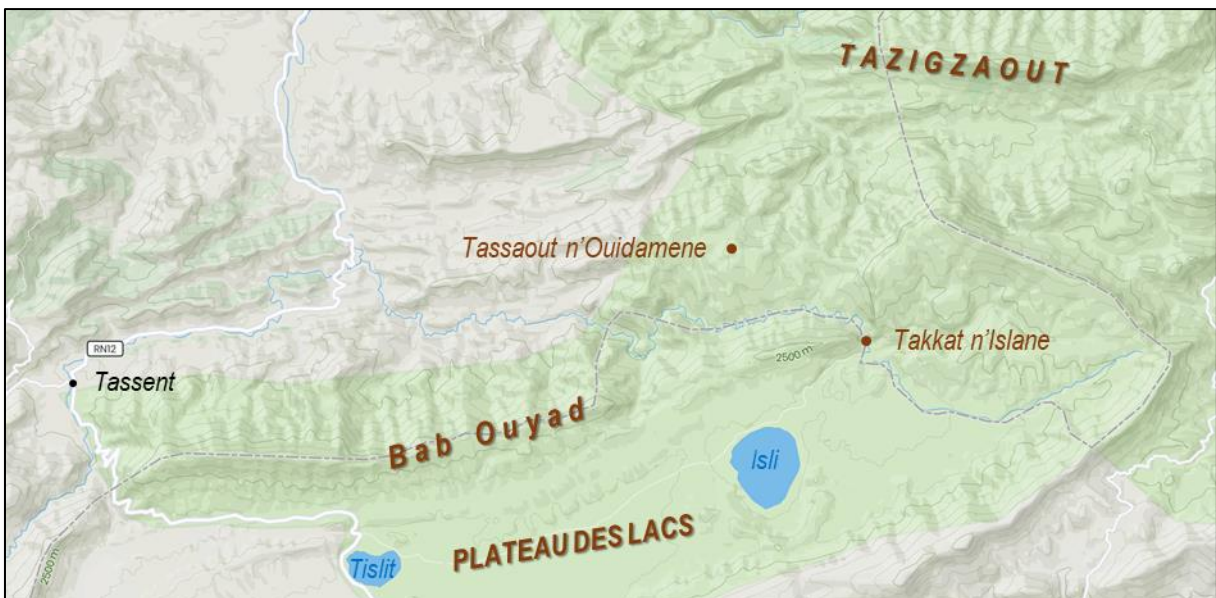 TAZIGZAOUT
Tassaout n’Ouidamene
Takkat n’Islane
RN12
2500 m.
Tassent
Bab Ouyad
Isli
PLATEAU DES LACS
Tislit
2500 m